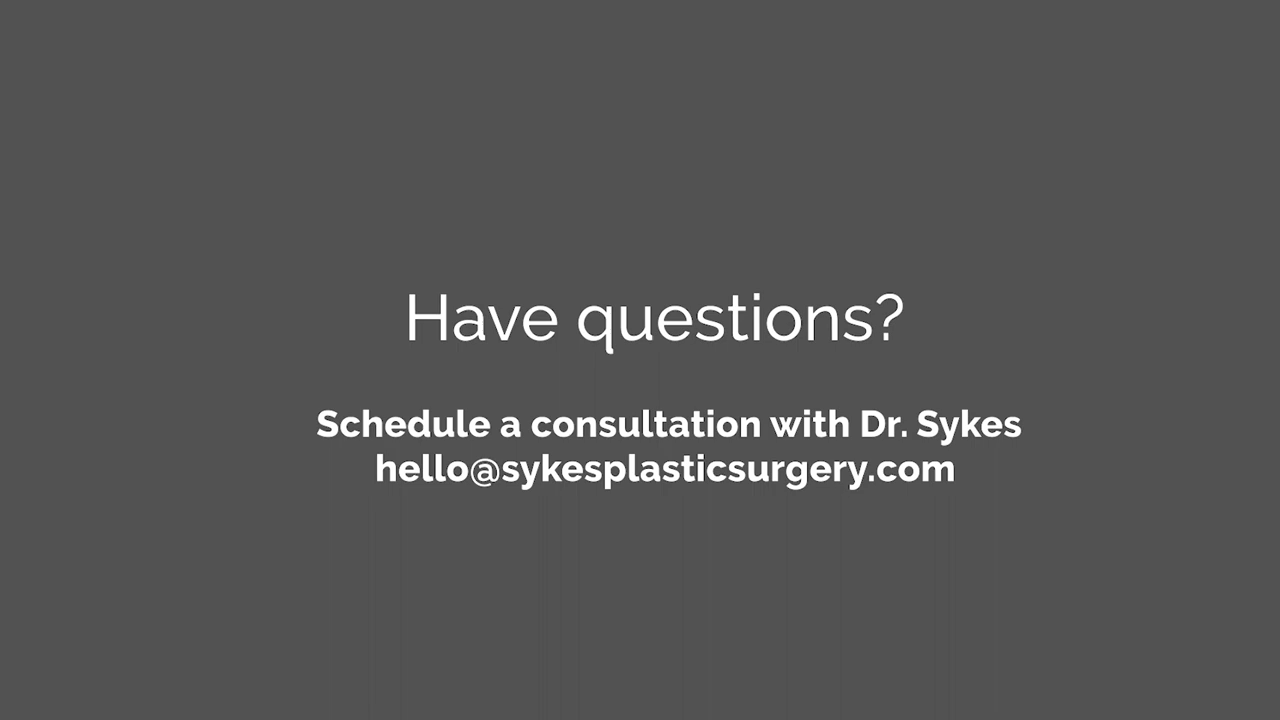 Have questions?
Schedule a consultation with Dr. Sykes
hello@sykesplasticsurgery.com